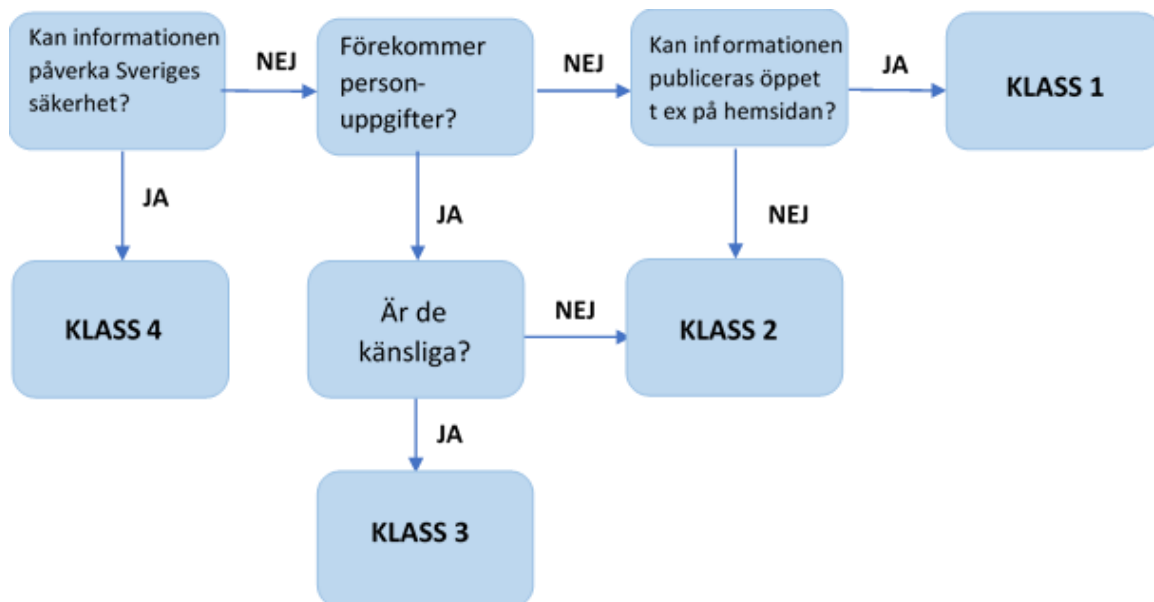 Kan informationen
påverka Sveriges
säkerhet?
NEJ
Förekommer
person-
uppgifter?
NEJ
Kan informationen
publiceras öppet
t ex på hemsidan?
JA
KLASS 1
JA
JA
NEJ
KLASS 4
Är de
känsliga?
NEJ
KLASS 2
JA
KLASS 3